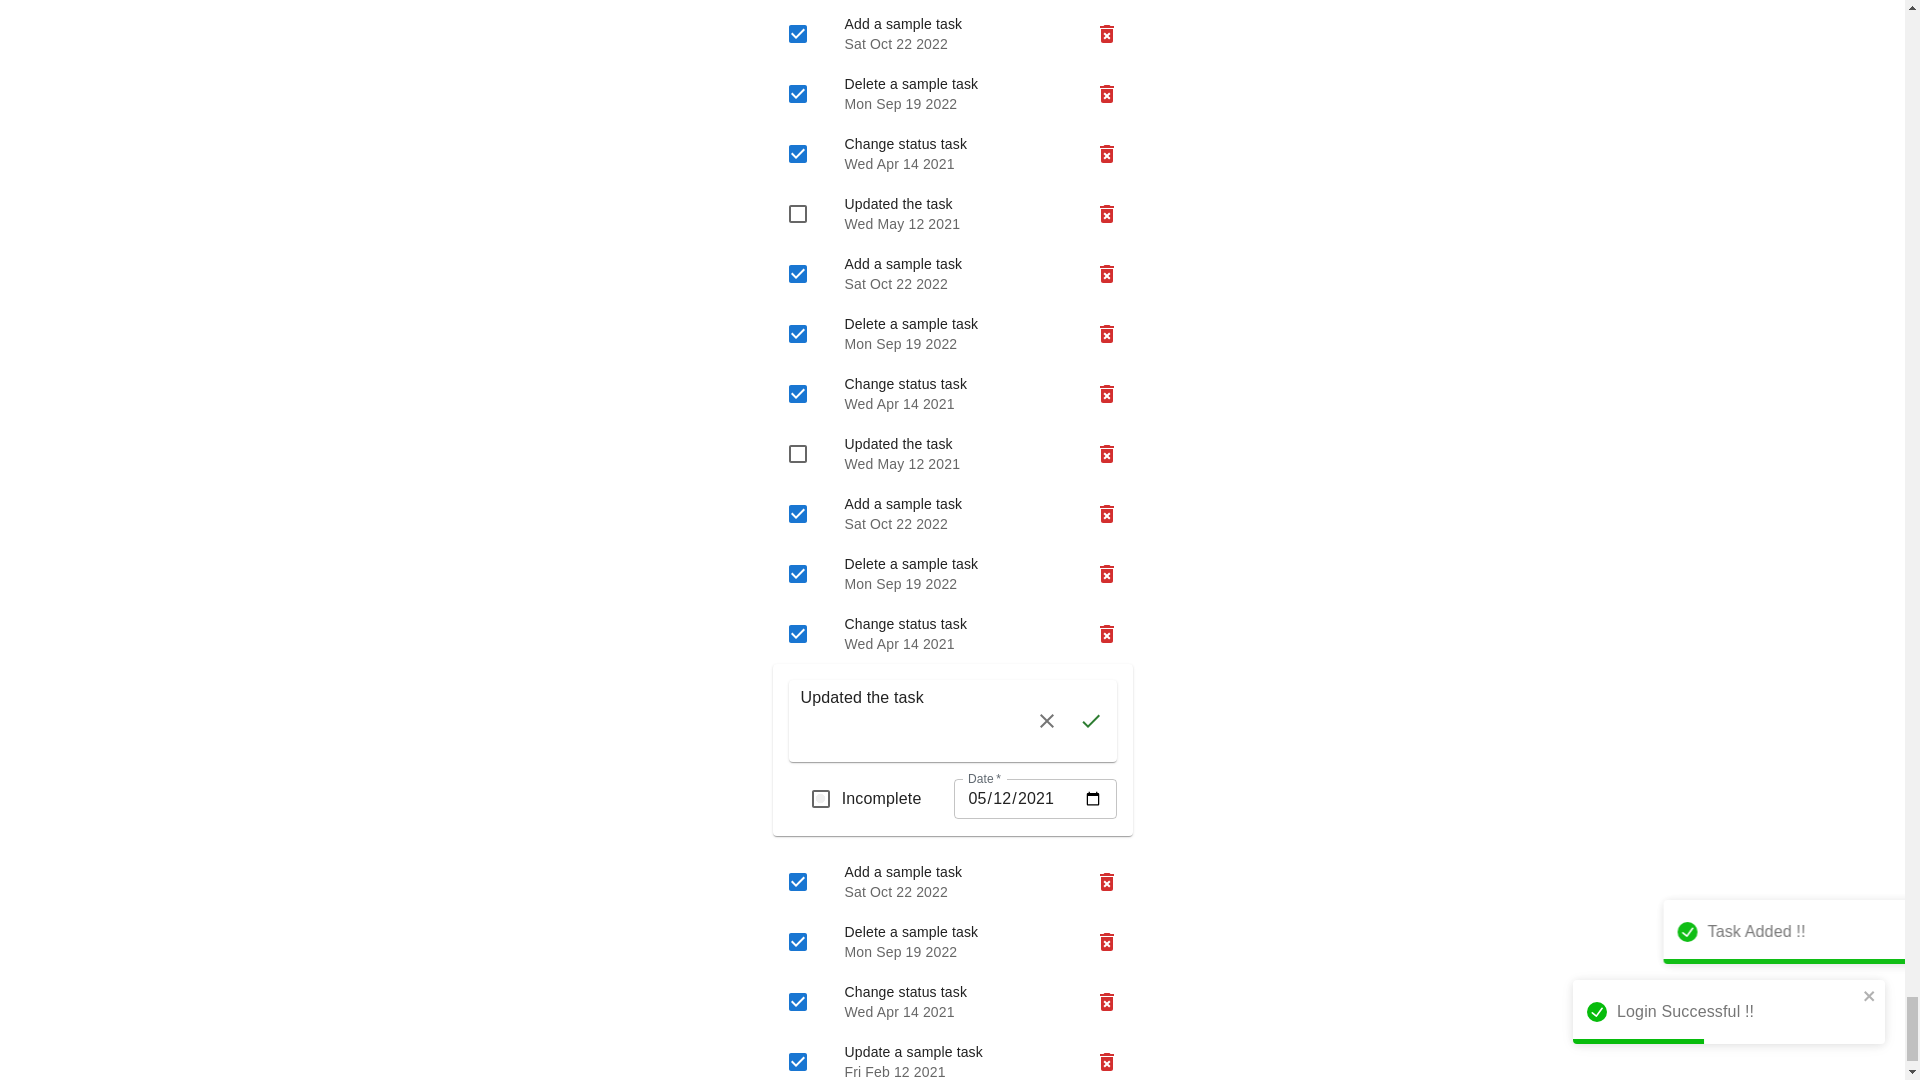 Add a sample task
Sat Oct 22 2022
Delete a sample task
Mon Sep 19 2022
Change status task
Wed Apr 14 2021
Updated the task
Wed May 12 2021
Add a sample task
Sat Oct 22 2022
Delete a sample task
Mon Sep 19 2022
Change status task
Wed Apr 14 2021
Updated the task
Wed May 12 2021
Add a sample task
Sat Oct 22 2022
Delete a sample task
Mon Sep 19 2022
Change status task
Wed Apr 14 2021
Updated the task
Date *
Incomplete
05/12/2021
Add a sample task
Sat Oct 22 2022
Delete a sample task
Mon Sep 19 2022
Change status task
Wed Apr 14 2021
Update a sample task
Fri Feb 12 2021
Task Added !!
Login Successful !!